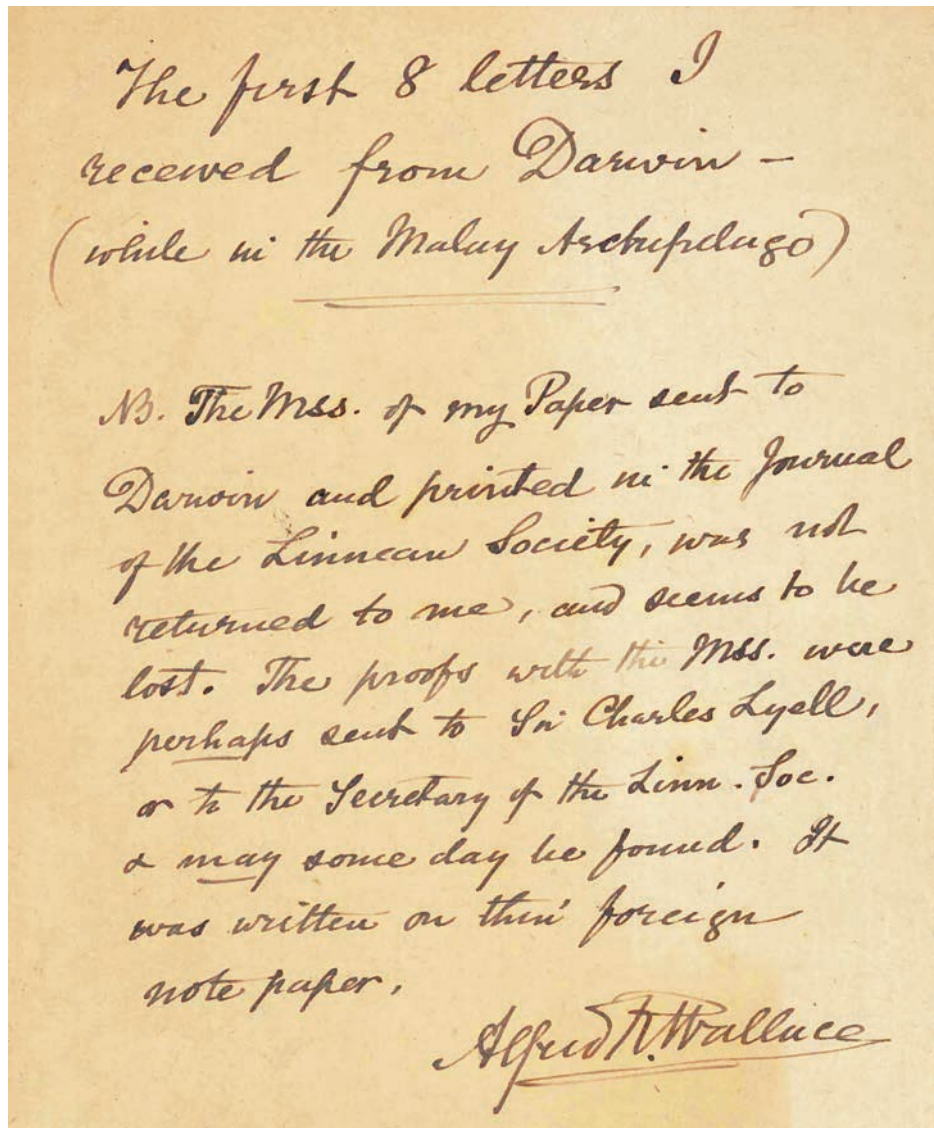 The first 8 letters I
received from Darwin –
(while in the Malay Archipelago)
NB. The Mss. of my Paper sent to
Darwin and printed in the Journal
of the Linnean Society, was not
returned to me, and seems to be
lost. The proofs with the Mss. were
perhaps sent to Sir Charles Lyell,
or to the Secretary of the Linn. Soc.
& may some day be found. It
was written on thin foreign
note paper.
Alfred R. Wallace